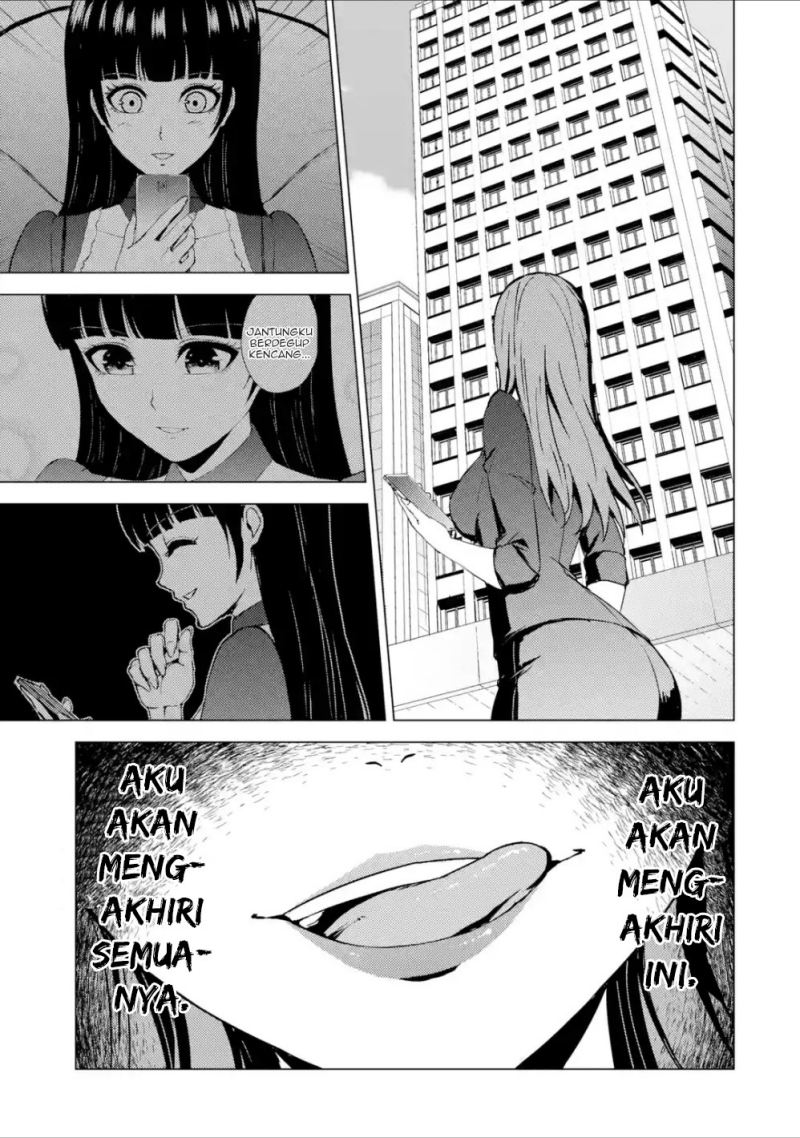 JANTUNGKU
BERDEGUP
KENCANG...
AKU
AKAN
MENG-
AKHIRI
INI.
AKU
AKAN
MENG-
AKHIRI
SEMUA-
NYA.